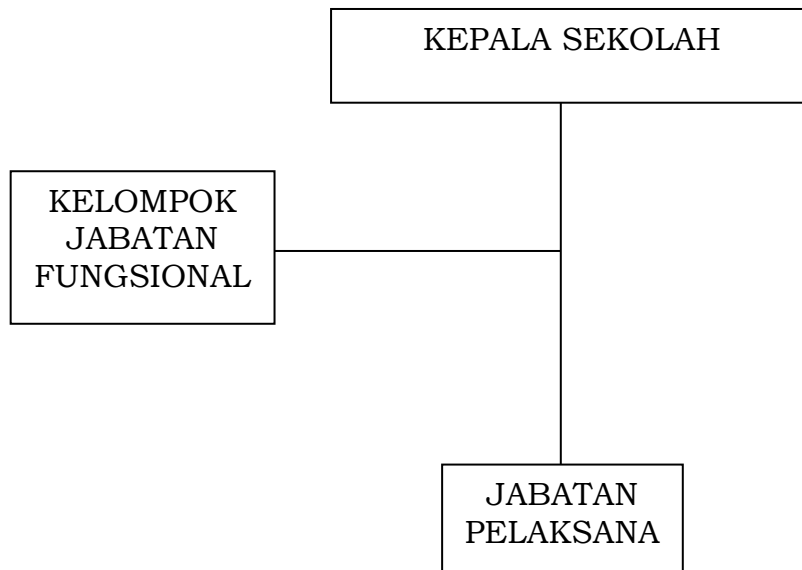 KEPALA SEKOLAH
KELOMPOK
JABATAN
FUNGSIONAL
JABATAN
PELAKSANA